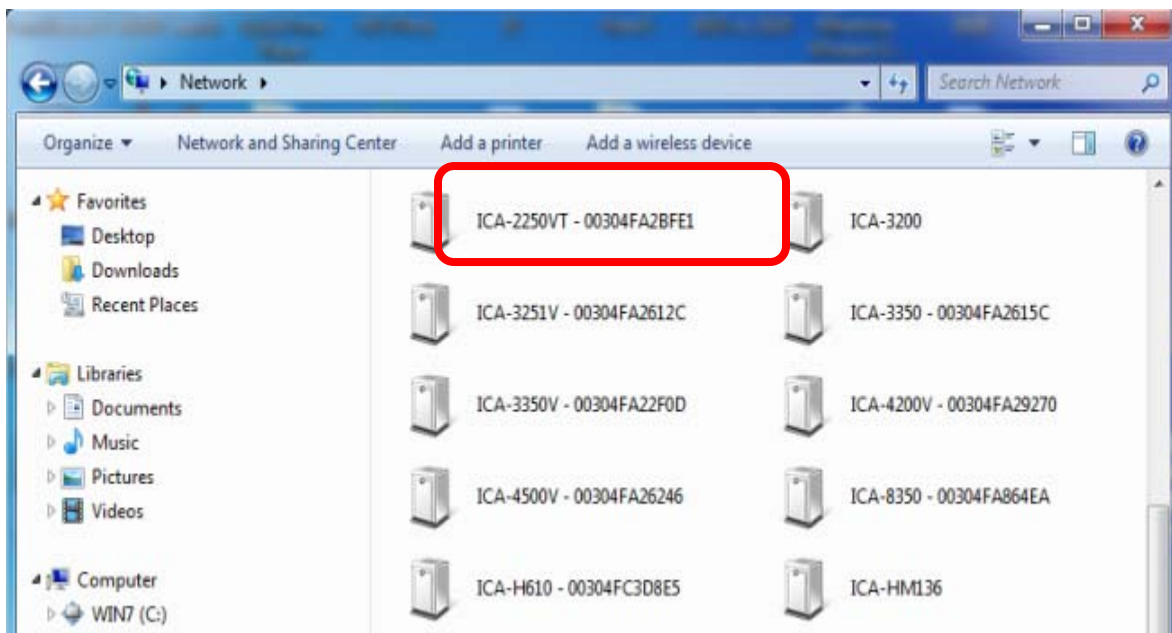 Network
Search Network
Organize
Network and Sharing Center
Add a printer
Add a wireless device
Favorites
Desktop
Downloads
Recent Places
Libraries
Documents
Music
Pictures
Videos
Computer
WIN7 (C:)
ICA-2250VT - 00304FA2BFE1
ICA-3200
ICA-3251V - 00304FA2612C
ICA-3350 - 00304FA2615C
ICA-3350V - 00304FA22F0D
ICA-4200V - 00304FA29270
ICA-4500V - 00304FA26246
ICA-8350 - 00304FA864EA
ICA-H610 - 00304FC3D8E5
ICA-HM136